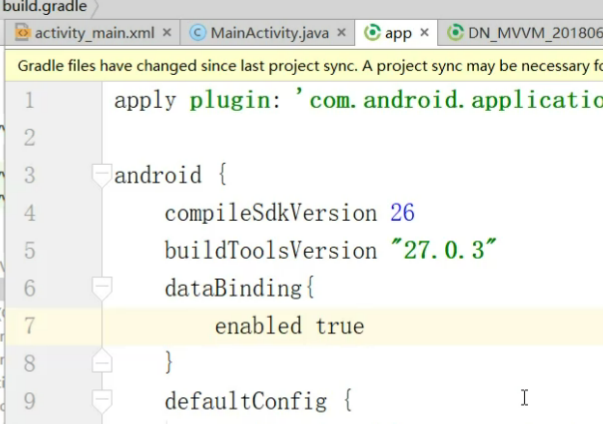 build.gradle
activity_main.xml × MainActivity.java × app × DN_MVVM_201806
Gradle files have changed since last project sync. A project sync may be necessary fo
1 apply plugin: 'com.android.applicatio
2
3 android {
4 compileSdkVersion 26
5 buildToolsVersion "27.0.3"
6 dataBinding{
7 enabled true
8 }
9 defaultConfig {